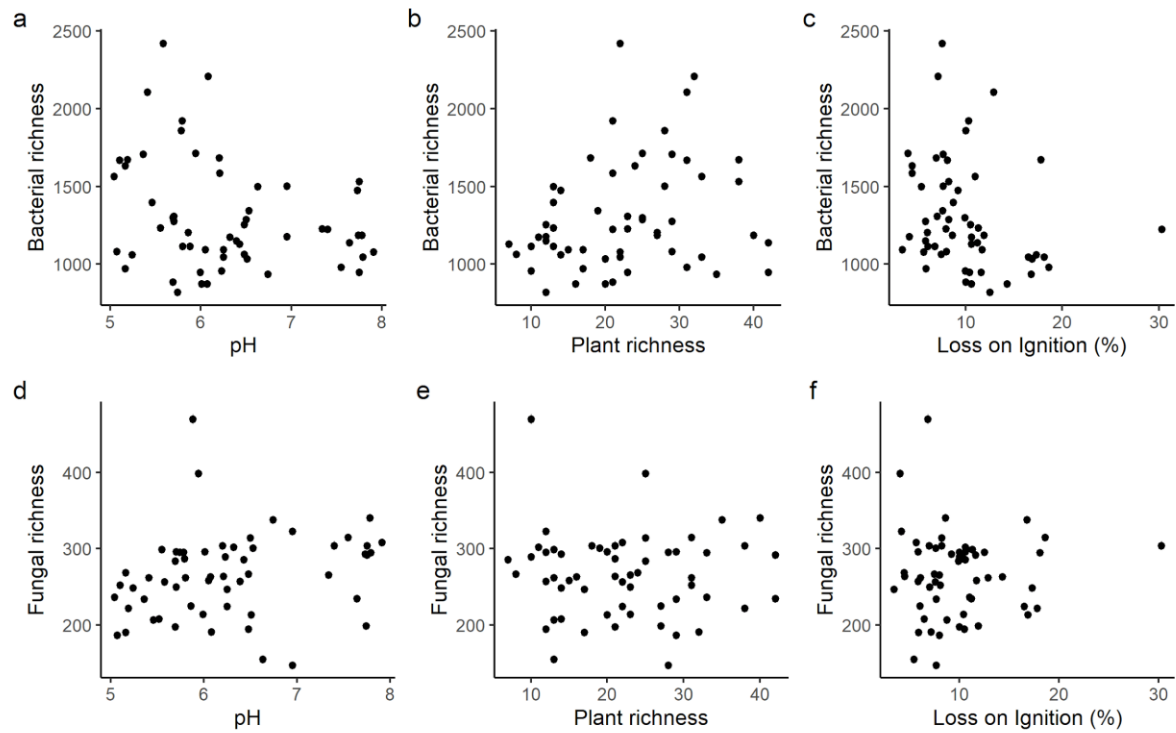 a
b
c
2500
2000
1500
1000
Bacterial richness
5 6 7 8
pH
2500
2000
1500
1000
Bacterial richness
10 20 30 40
Plant richness
2500
2000
1500
1000
Bacterial richness
10 20 30
Loss on Ignition (%)
d
e
f
400
300
200
Fungal richness
5 6 7 8
pH
400
300
200
Fungal richness
10 20 30 40
Plant richness
400
300
200
Fungal richness
10 20 30
Loss on Ignition (%)